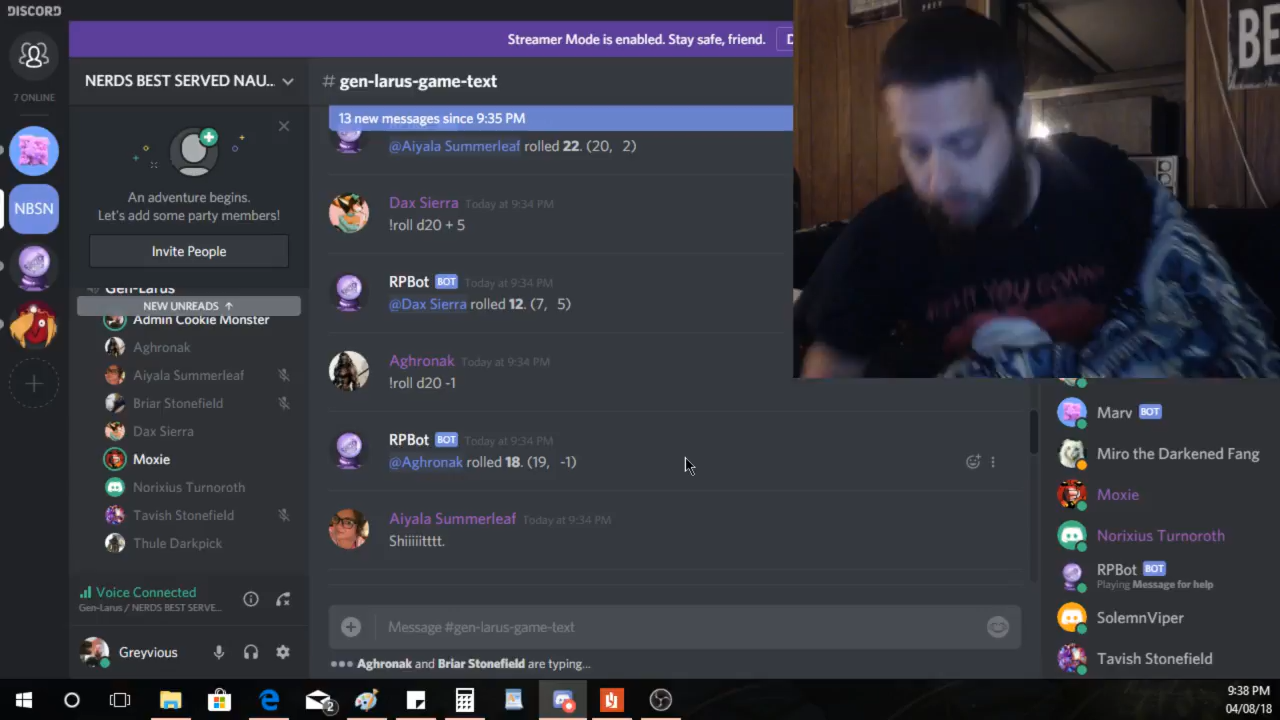 DISCORD
Streamer Mode is enabled. Stay safe, friend.
7 ONLINE
NBSN
NERDS BEST SERVED NAU...
An adventure begins.
Let's add some party members!
Invite People
Gen-Larus
NEW UNREADS ↑
Admin Cookie Monster
Aghronak
Aiyala Summerleaf
Briar Stonefield
Dax Sierra
Moxie
Norixius Turnoroth
Tavish Stonefield
Thule Darkpick
Voice Connected
Gen-Larus / NERDS BEST SERVE...
Greyvious
# gen-larus-game-text
13 new messages since 9:35 PM
@Aiyala Summerleaf rolled 22. (20, 2)
Dax Sierra Today at 9:34 PM
!roll d20 + 5
RPBot BOT Today at 9:34 PM
@Dax Sierra rolled 12. (7, 5)
Aghronak Today at 9:34 PM
!roll d20 -1
RPBot BOT Today at 9:34 PM
@Aghronak rolled 18. (19, -1)
Aiyala Summerleaf Today at 9:34 PM
Shiiiiitttt.
Message #gen-larus-game-text
Aghronak and Briar Stonefield are typing...
BE
Marv BOT
Miro the Darkened Fang
Moxie
Norixius Turnoroth
RPBot BOT
Playing Message for help
SolemnViper
Tavish Stonefield
2
9:38 PM
04/08/18